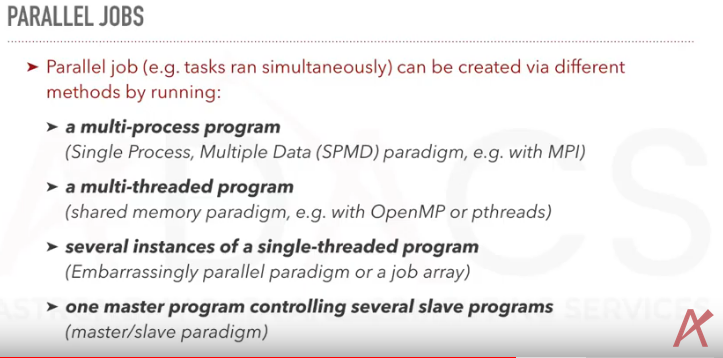 PARALLEL JOBS
➤ Parallel job (e.g. tasks ran simultaneously) can be created via different
methods by running:
➤ a multi-process program
(Single Process, Multiple Data (SPMD) paradigm, e.g. with MPI)
➤ a multi-threaded program
(shared memory paradigm, e.g. with OpenMP or pthreads)
➤ several instances of a single-threaded program
(Embarrassingly parallel paradigm or a job array)
➤ one master program controlling several slave programs
(master/slave paradigm)
ADACS
SERVICES